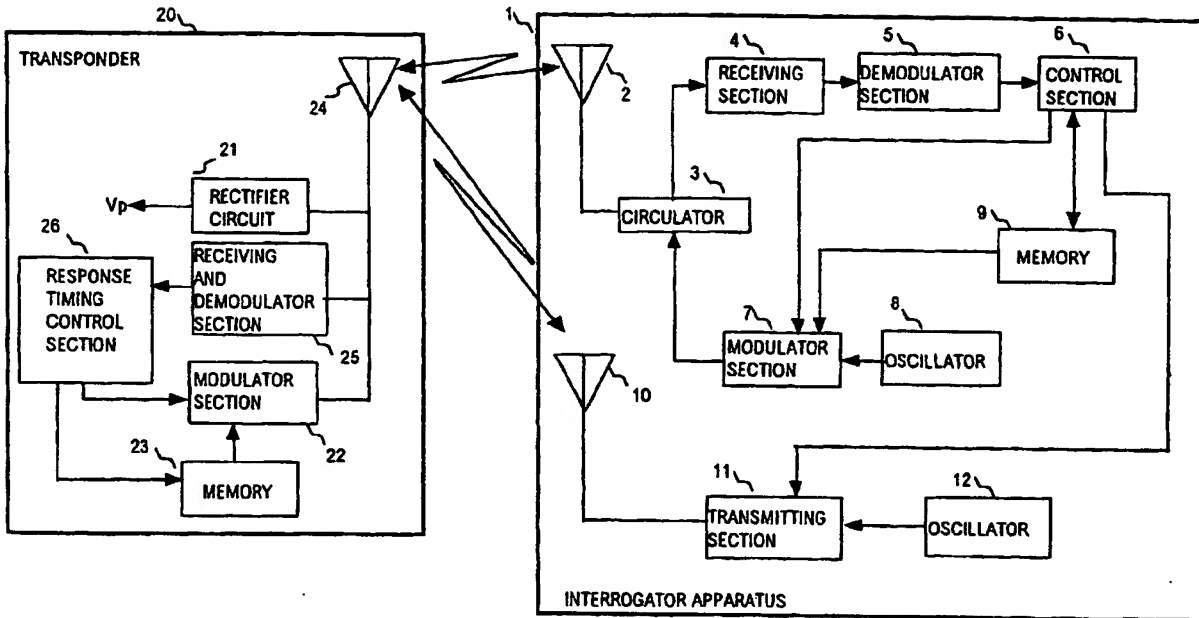 20
TRANSPONDER
24
21
RECTIFIER
CIRCUIT
Vp
26
RESPONSE
TIMING
CONTROL
SECTION
RECEIVING
AND
DEMODULATOR
SECTION
25
MODULATOR
SECTION
22
23
MEMORY
1
2
4
RECEIVING
SECTION
5
DEMODULATOR
SECTION
6
CONTROL
SECTION
3
CIRCULATOR
9
MEMORY
7
MODULATOR
SECTION
8
OSCILLATOR
10
11
TRANSMITTING
SECTION
12
OSCILLATOR
INTERROGATOR APPARATUS